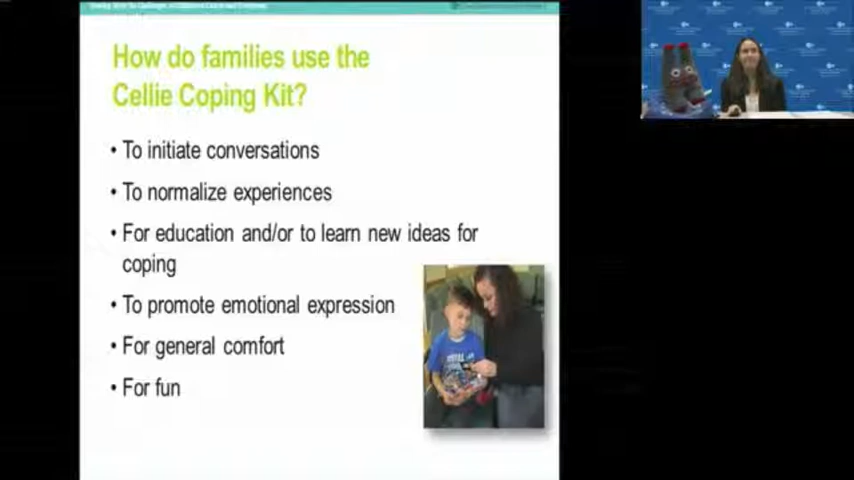 How do families use the
Cellie Coping Kit?
• To initiate conversations
• To normalize experiences
• For education and/or to learn new ideas for
coping
• To promote emotional expression
• For general comfort
• For fun